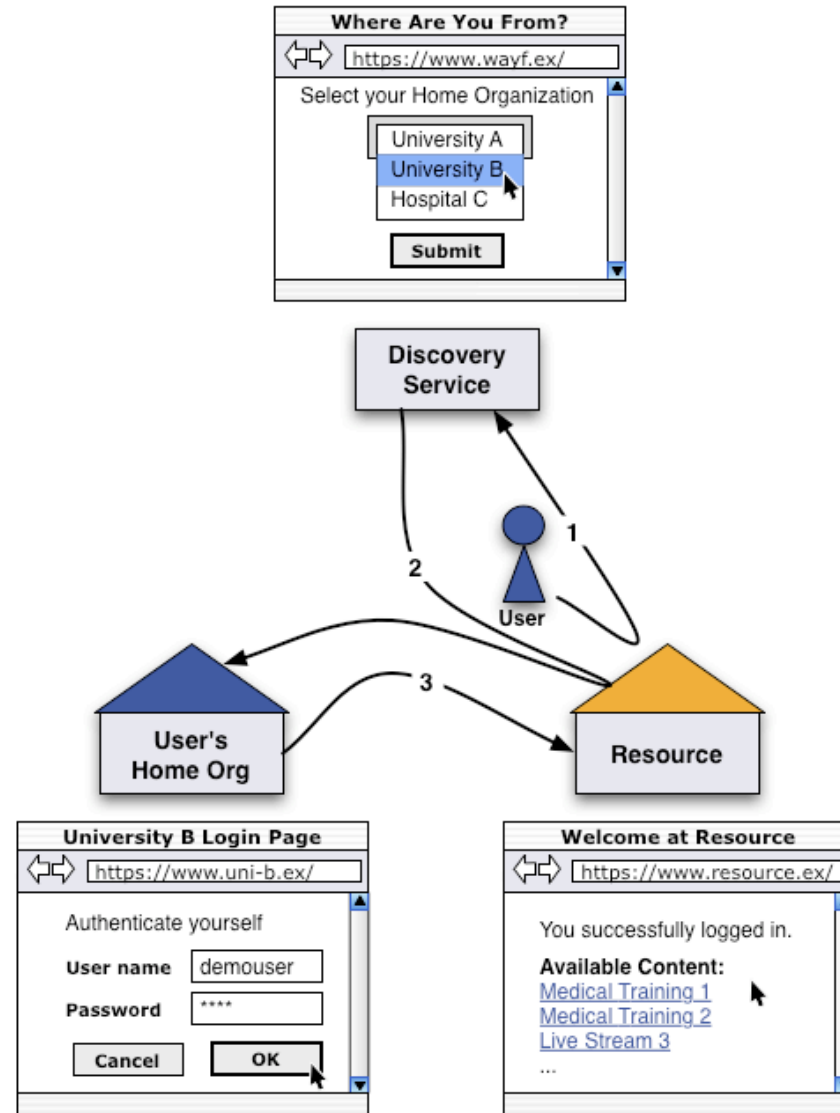 Where Are You From?
https://www.wayf.ex/
Select your Home Organization
University A
University B
Hospital C
Submit
Discovery
Service
1
2
User
3
User's
Home Org
Resource
University B Login Page
https://www.uni-b.ex/
Authenticate yourself
User name demouser
Password ****
Cancel OK
Welcome at Resource
https://www.resource.ex/
You successfully logged in.
Available Content:
Medical Training 1
Medical Training 2
Live Stream 3
...